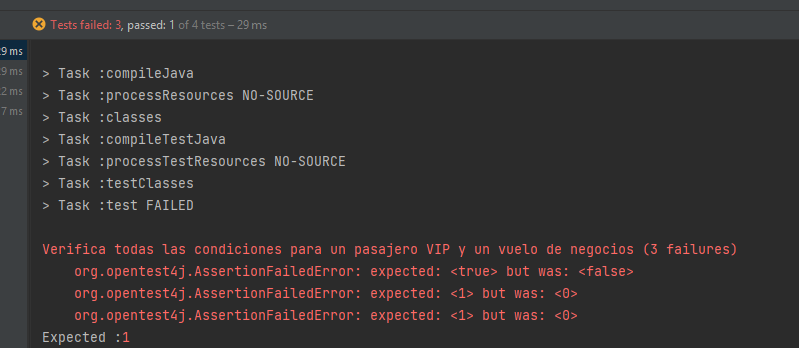 Tests failed: 3, passed: 1 of 4 tests – 29 ms
29 ms
> Task :compileJava
29 ms
> Task :processResources NO-SOURCE
2 ms
> Task :classes
7 ms
> Task :compileTestJava
> Task :processTestResources NO-SOURCE
> Task :testClasses
> Task :test FAILED
Verifica todas las condiciones para un pasajero VIP y un vuelo de negocios (3 failures)
org.opentest4j.AssertionFailedError: expected: <true> but was: <false>
org.opentest4j.AssertionFailedError: expected: <1> but was: <0>
org.opentest4j.AssertionFailedError: expected: <1> but was: <0>
Expected :1